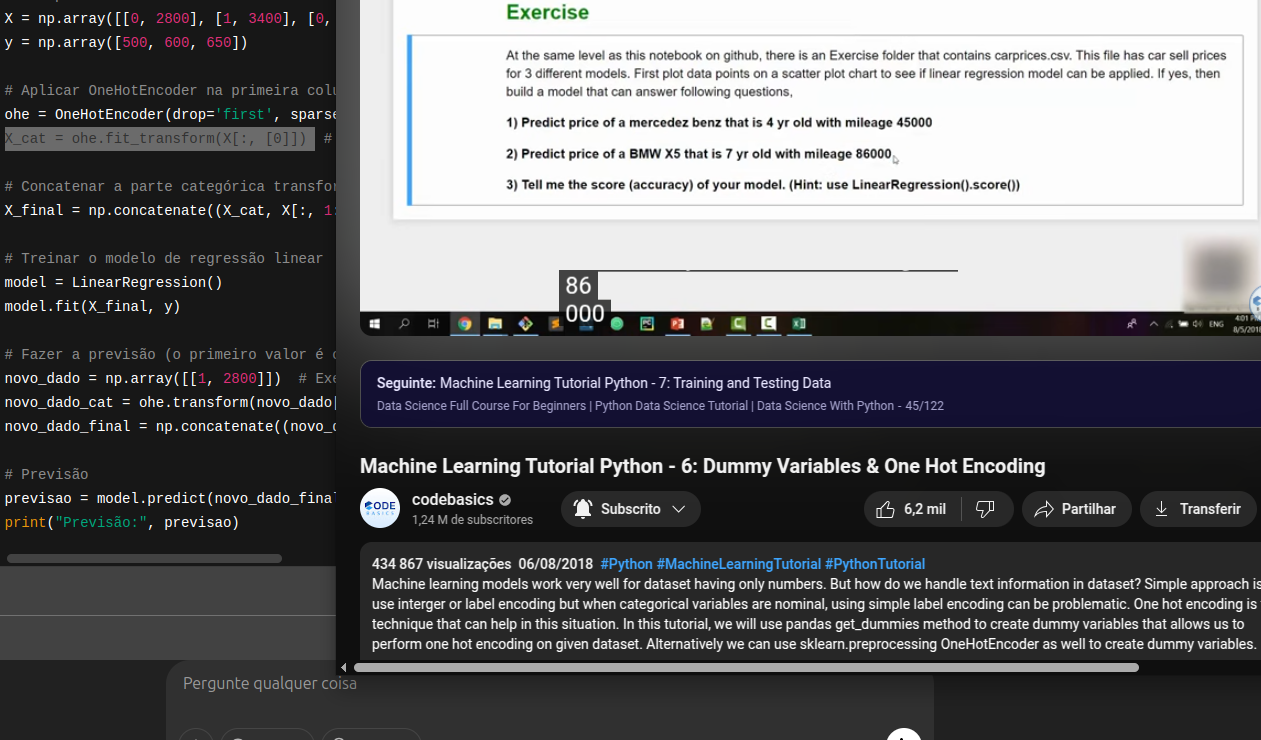 X = np.array([[0, 2800], [1, 3400], [0,
y = np.array([500, 600, 650])
# Aplicar OneHotEncoder na primeira colu
ohe = OneHotEncoder(drop='first', sparse
X_cat = ohe.fit_transform(X[:, [0]]) #
# Concatenar a parte categórica transfor
X_final = np.concatenate((X_cat, X[:, 1:
# Treinar o modelo de regressão linear
model = LinearRegression()
model.fit(X_final, y)
# Fazer a previsão (o primeiro valor é c
novo_dado = np.array([[1, 2800]]) # Exe
novo_dado_cat = ohe.transform(novo_dado[
novo_dado_final = np.concatenate((novo_d
# Previsão
previsao = model.predict(novo_dado_final
print("Previsão:", previsao)
Exercise
At the same level as this notebook on github, there is an Exercise folder that contains carprices.csv. This file has car sell prices
for 3 different models. First plot data points on a scatter plot chart to see if linear regression model can be applied. If yes, then
build a model that can answer following questions,
1) Predict price of a mercedez benz that is 4 yr old with mileage 45000
2) Predict price of a BMW X5 that is 7 yr old with mileage 86000
3) Tell me the score (accuracy) of your model. (Hint: use LinearRegression().score())
86
000
ENG
4:01 P
8/5/2018
Seguinte: Machine Learning Tutorial Python - 7: Training and Testing Data
Data Science Full Course For Beginners | Python Data Science Tutorial | Data Science With Python - 45/122
Machine Learning Tutorial Python - 6: Dummy Variables & One Hot Encoding
CODE
BASICS
codebasics
1,24 M de subscritores
Subscrito
6,2 mil
Partilhar
Transferir
434 867 visualizações 06/08/2018 #Python #MachineLearningTutorial #PythonTutorial
Machine learning models work very well for dataset having only numbers. But how do we handle text information in dataset? Simple approach is
use interger or label encoding but when categorical variables are nominal, using simple label encoding can be problematic. One hot encoding is
technique that can help in this situation. In this tutorial, we will use pandas get_dummies method to create dummy variables that allows us to
perform one hot encoding on given dataset. Alternatively we can use sklearn.preprocessing OneHotEncoder as well to create dummy variables.
Pergunte qualquer coisa